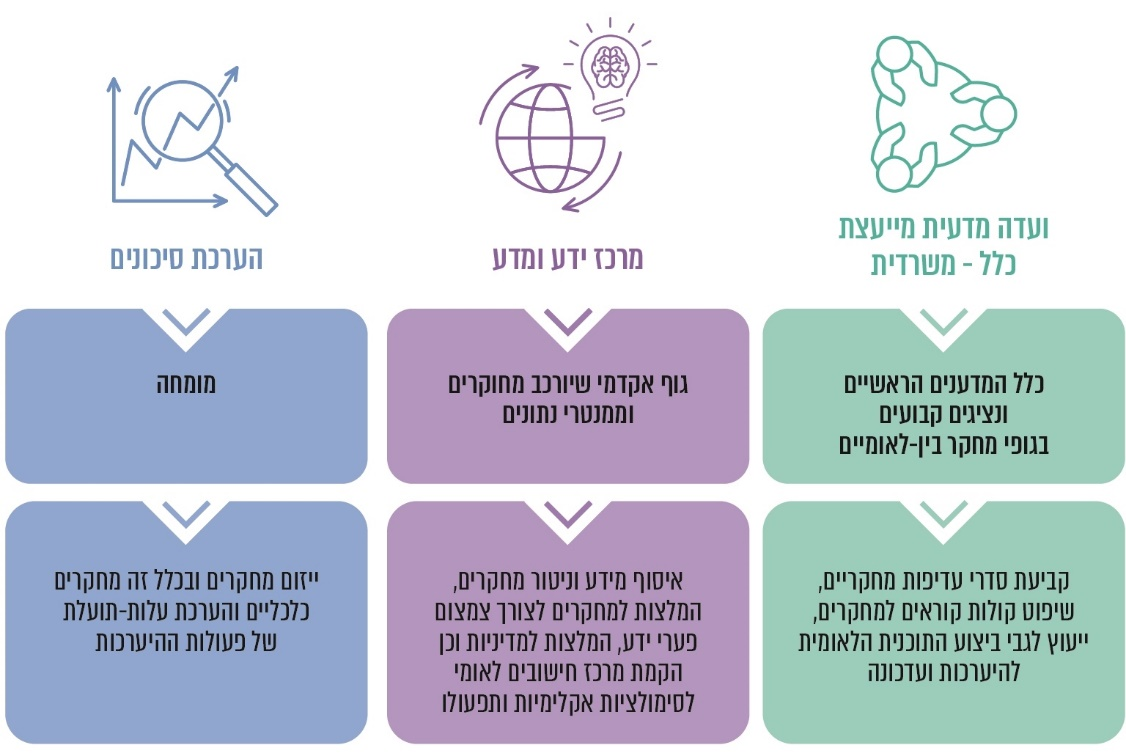 ועדה מדעית מייעצת
כלל - משרדית
כלל המדענים הראשיים
ונציגים קבועים
בגופי מחקר בין-לאומיים
קביעת סדרי עדיפות מחקריים,
שיפוט קולות קוראים למחקרים,
ייעוץ לגבי ביצוע התוכנית הלאומית
להיערכות ועדכונה
מרכז ידע ומדע
גוף אקדמי שיורכב מחוקרים
וממנטרי נתונים
איסוף מידע וניטור מחקרים,
המלצות למחקרים לצורך צמצום
פערי ידע, המלצות למדיניות וכן
הקמת מרכז חישובים לאומי
לסימולציות אקלימיות ותפעולו
הערכת סיכונים
מומחה
ייזום מחקרים ובכלל זה מחקרים
כלכליים והערכת עלות-תועלת
של פעולות ההיערכות